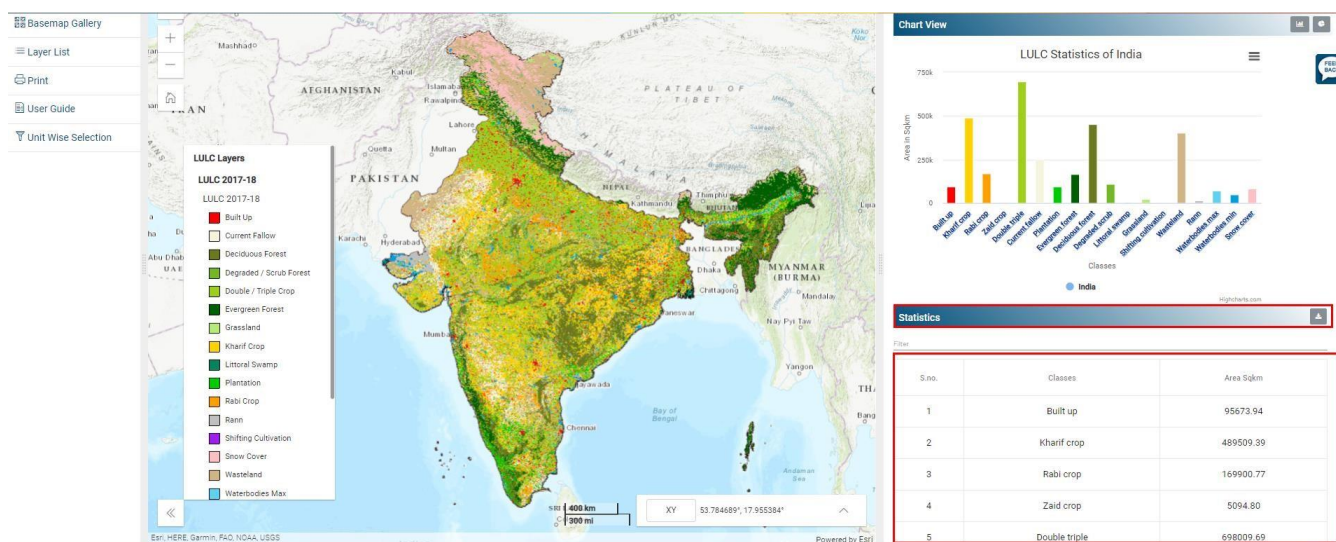 Basemap Gallery
Layer List
Print
User Guide
Unit Wise Selection
Mashhad
Kabul
AFGHANISTAN
Islamabad
Rawalpindi
Lahore
Quetta
Multan
PAKISTAN
Karachi
Hyderabad
Abu Dhab
UAE
PLATEAU OF
TIBET
HIMALAYA
NEPAL
Kathmandu
Thimphu
BHUTAN
BANGLADES
Dhaka
Chittagong
MYANMAR
(BURMA)
Mandalay
Nay Pyi Taw
Yangon
Mumba
Chennai
Bay of
Bengal
Andaman
Sea
LULC Layers
LULC 2017-18
LULC 2017-18
Built Up
Current Fallow
Deciduous Forest
Degraded / Scrub Forest
Double / Triple Crop
Evergreen Forest
Grassland
Kharif Crop
Littoral Swamp
Plantation
Rabi Crop
Rann
Shifting Cultivation
Snow Cover
Wasteland
Waterbodies Max
400 km
300 mi
XY 53.784689°, 17.955384°
Esri, HERE, Garmin, FAO, NOAA, USGS
Powered by Esri
Chart View
LULC Statistics of India
Area In Sqkm
750k
500k
250k
0
Built up
Kharif crop
Rabi crop
Zaid crop
Double triple
Current fallow
Plantation
Evergreen forest
Deciduous forest
Degraded scrub
Littoral swamp
Grassland
Shifting cultivation
Wasteland
Rann
Waterbodies max
Waterbodies min
Snow cover
Classes
India
Highcharts.com
Statistics
Filter
S.no. Classes Area Sqkm
1 Built up 95673.94
2 Kharif crop 489509.39
3 Rabi crop 169900.77
4 Zaid crop 5094.80
5 Double triple 698009.69